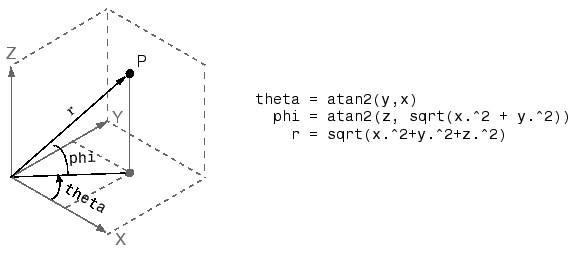 Z
P
r
Y
phi
theta
X
theta = atan2(y,x)
phi = atan2(z, sqrt(x.^2 + y.^2))
r = sqrt(x.^2+y.^2+z.^2)